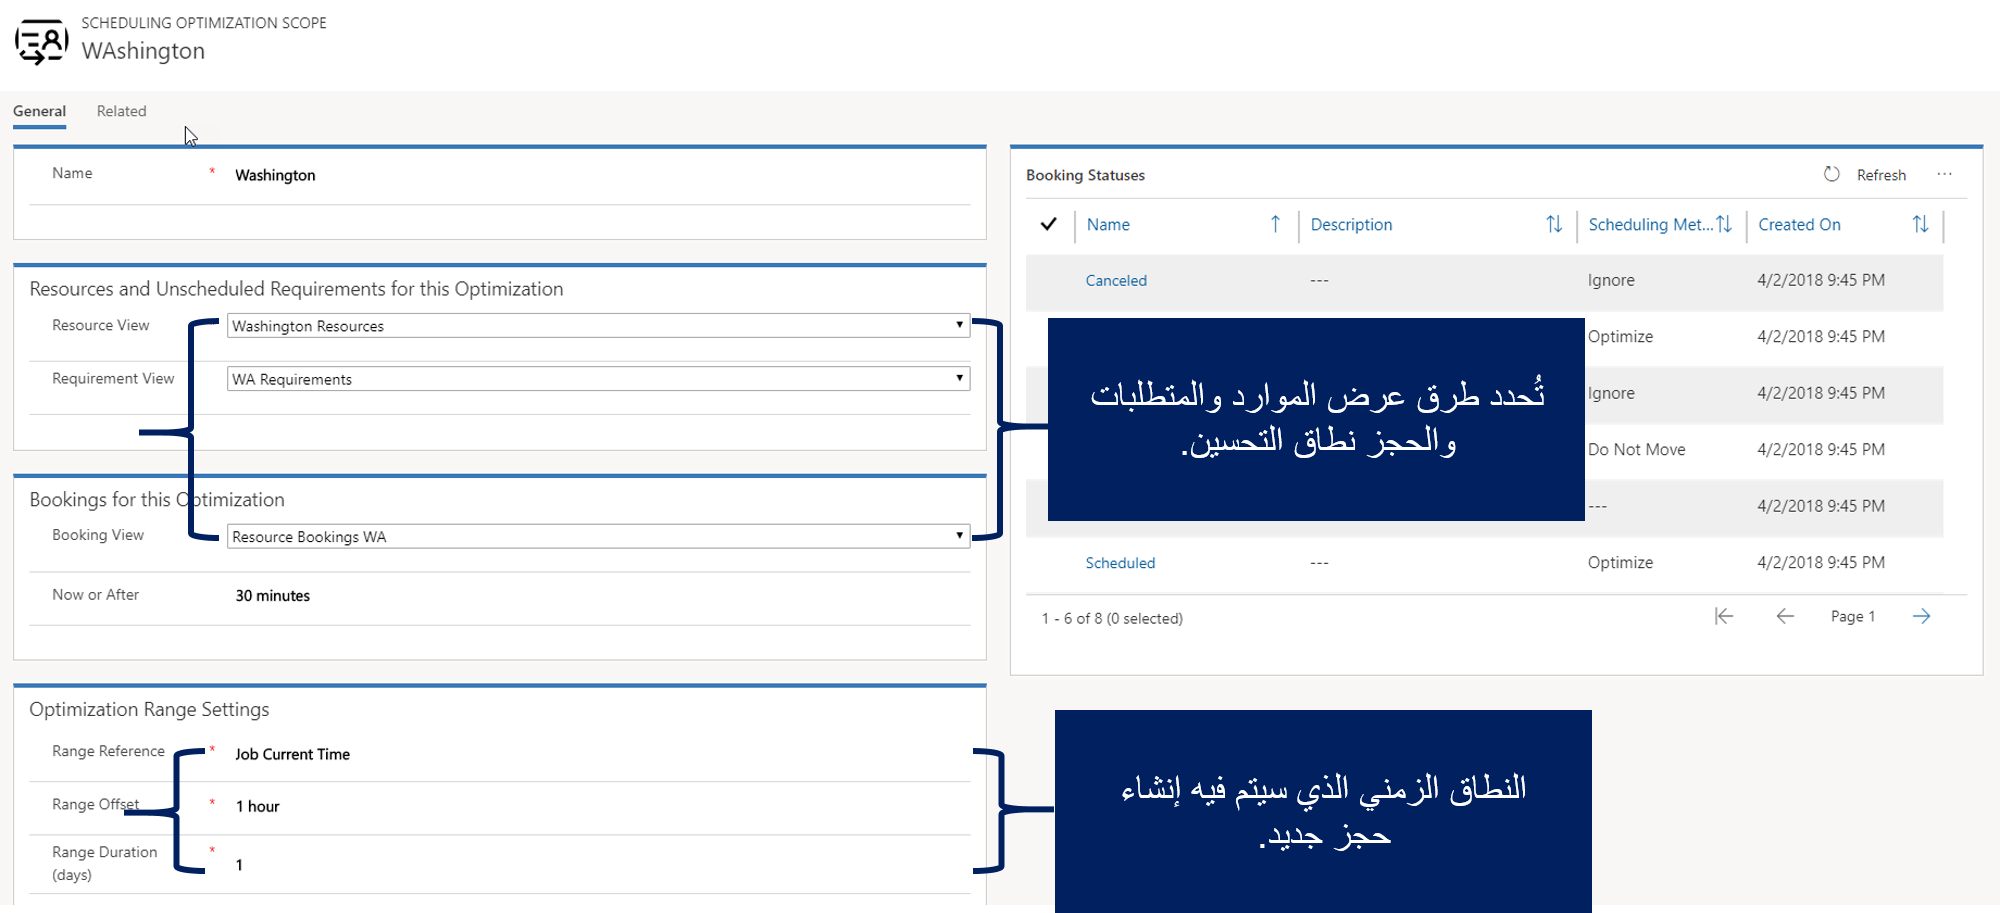 SCHEDULING OPTIMIZATION SCOPE
WAshington
General Related
Name * Washington
Resources and Unscheduled Requirements for this Optimization
Resource View Washington Resources
Requirement View WA Requirements
Bookings for this Optimization
Booking View Resource Bookings WA
Now or After 30 minutes
Optimization Range Settings
Range Reference * Job Current Time
Range Offset * 1 hour
Range Duration * 1
(days)
Booking Statuses Refresh ...
Name Description Scheduling Met... Created On
Canceled --- Ignore 4/2/2018 9:45 PM
Optimize 4/2/2018 9:45 PM
Ignore 4/2/2018 9:45 PM
Do Not Move 4/2/2018 9:45 PM
--- 4/2/2018 9:45 PM
Scheduled --- Optimize 4/2/2018 9:45 PM
1 - 6 of 8 (0 selected) Page 1
تُحدد طرق عرض الموارد والمتطلبات
والحجز نطاق التحسين.
النطاق الزمني الذي سيتم فيه إنشاء
حجز جديد.